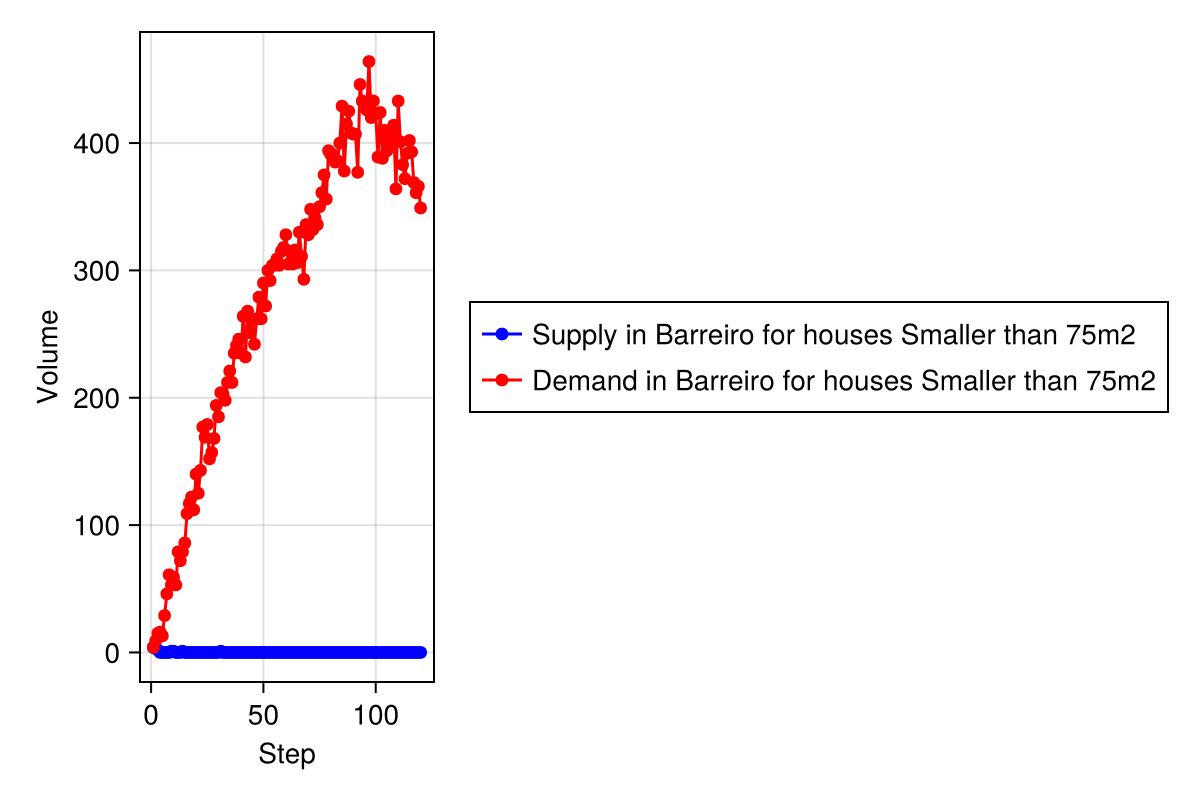 Volume
400
300
200
100
0
0 50 100
Step
Supply in Barreiro for houses Smaller than 75m2
Demand in Barreiro for houses Smaller than 75m2